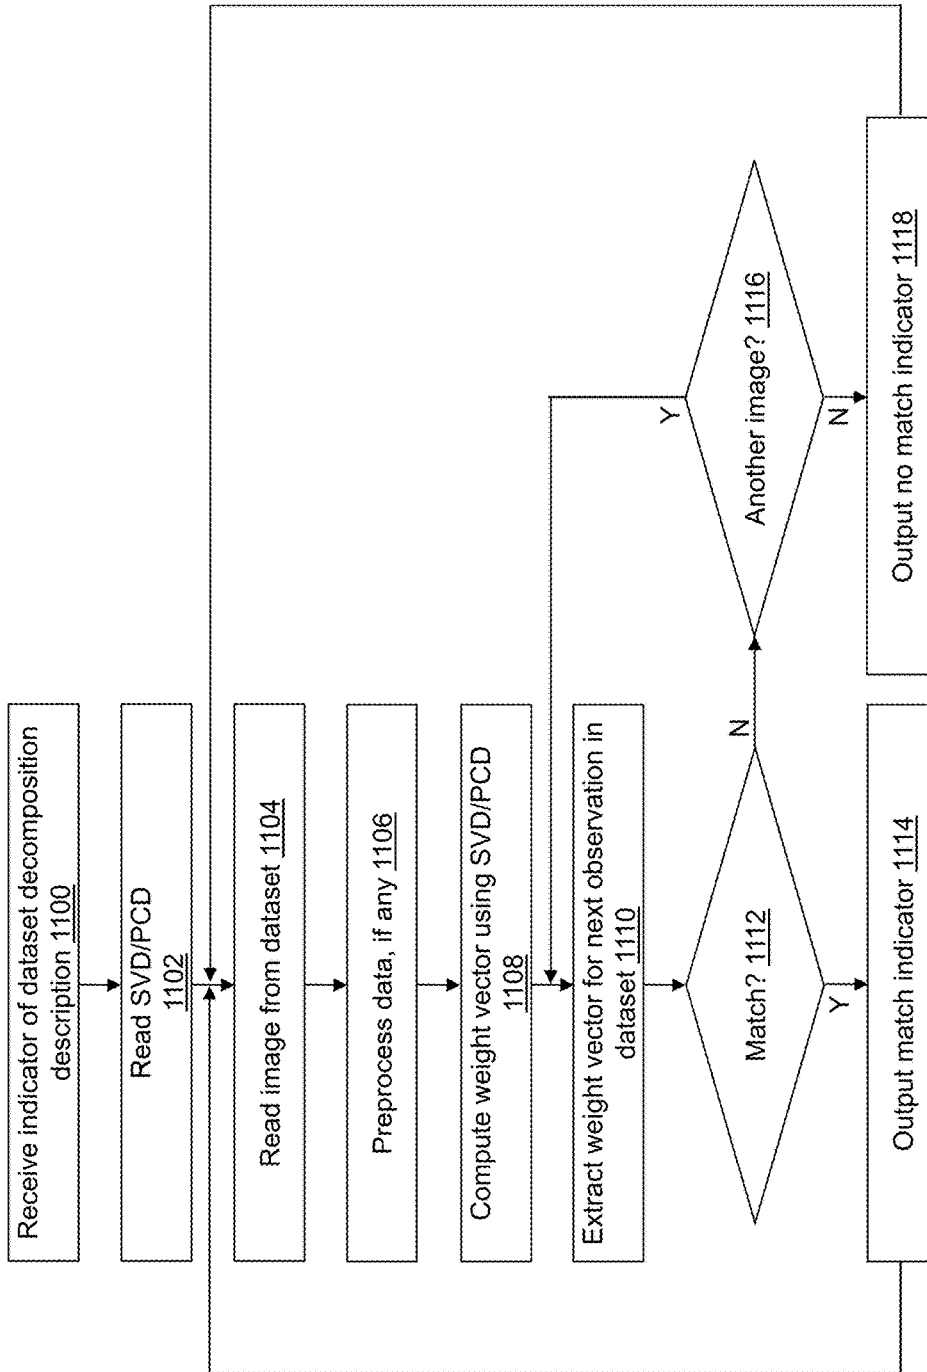 Receive indicator of dataset decomposition
description 1100
Read SVD/PCD
1102
Read image from dataset 1104
Preprocess data, if any 1106
Compute weight vector using SVD/PCD
1108
Extract weight vector for next observation in
dataset 1110
Match? 1112
N
Y
Another image? 1116
Y
N
Output match indicator 1114
Output no match indicator 1118